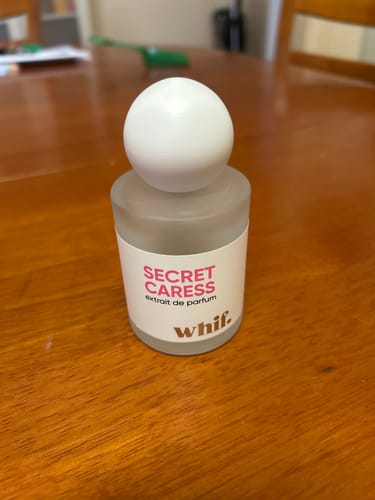 SECRET
CARESS
extrait de parfum
whif.